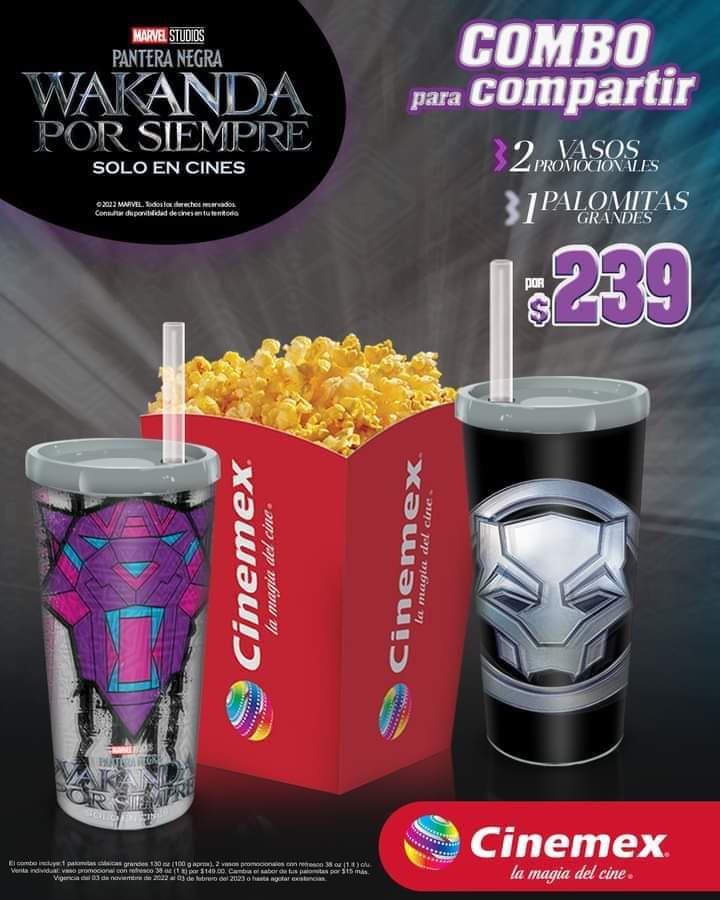 MARVEL STUDIOS
PANTERA NEGRA
WAKANDA
POR SIEMPRE
SOLO EN CINES
©2022 MARVEL. Todos los derechos reservados.
Consultar disponibilidad de cines en tu territorio.
COMBO
para compartir
2 VASOS
PROMOCIONALES
1 PALOMITAS
GRANDES
por
$239
Cinemex®
la magia del cine®
Cinemex®
la magia del cine®
MARVEL STUDIOS
PANTERA NEGRA
WAKANDA
POR SIEMPRE
SOLO EN CINES
Cinemex®
la magia del cine®
El combo incluye:1 palomitas clásicas grandes 130 oz (100 g aprox), 2 vasos promocionales con refresco 38 oz (1 lt ) c/u.
Venta individual: vaso promocional con refresco 38 oz (1 lt) por $149.00. Cambia el sabor de tus palomitas por $15 más.
Vigencia del 03 de noviembre de 2022 al 03 de febrero del 2023 o hasta agotar existencias.